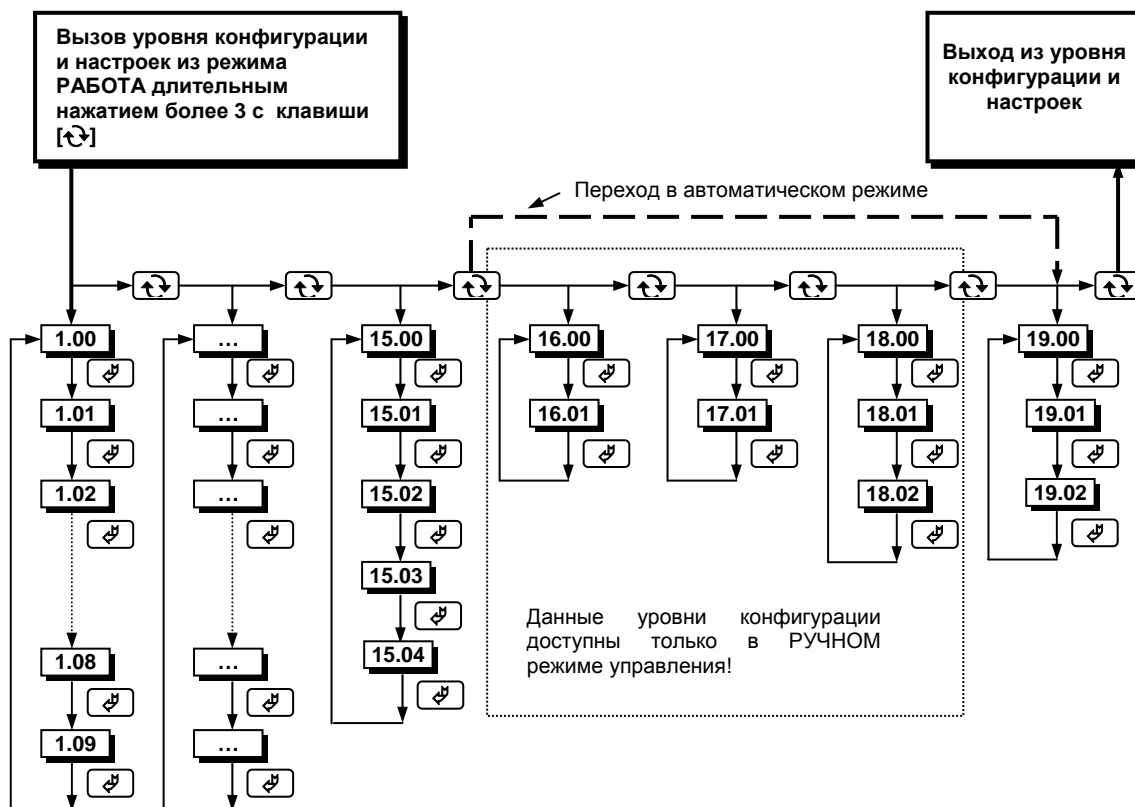 Вызов уровня конфигурации
и настроек из режима
РАБОТА длительным
нажатием более 3 с клавиши
[ ]
Выход из уровня
конфигурации и
настроек
Переход в автоматическом режиме
1.00
...
15.00
16.00
17.00
18.00
19.00
1.01
...
15.01
16.01
17.01
18.01
19.01
1.02
...
15.02
18.02
19.02
15.03
Данные уровни конфигурации
доступны только в РУЧНОМ
режиме управления!
1.08
...
15.04
1.09
...